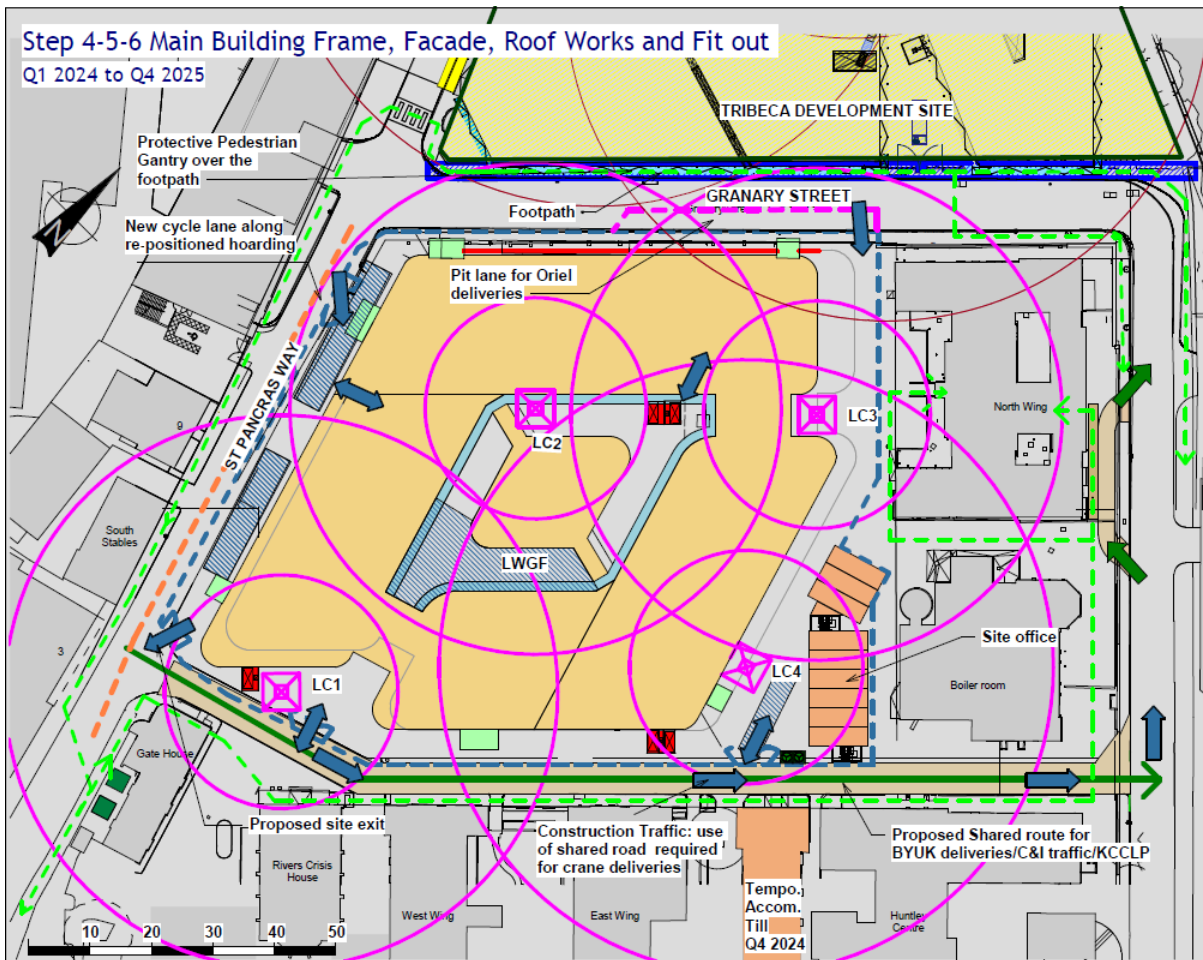 Step 4-5-6 Main Building Frame, Facade, Roof Works and Fit out
Q1 2024 to Q4 2025
TRIBECA DEVELOPMENT SITE
Protective Pedestrian
Gantry over the
footpath
GRANARY STREET
Footpath
New cycle lane along
re-positioned hoarding
N
Pit lane for Oriel
deliveries
ST PANCRAS WAY
9
North Wing
LC2
LC3
South
Stables
LWGF
Site office
3
LC1
LC4
Boiler room
Gate House
Proposed site exit
Construction Traffic: use
of shared road required
for crane deliveries
Proposed Shared route for
BYUK deliveries/C&I traffic/KCCLP
Rivers Crisis
House
West Wing
East Wing
Tempo.
Accom.
Till
Q4 2024
Huntley
Centre
10 20 30 40 50